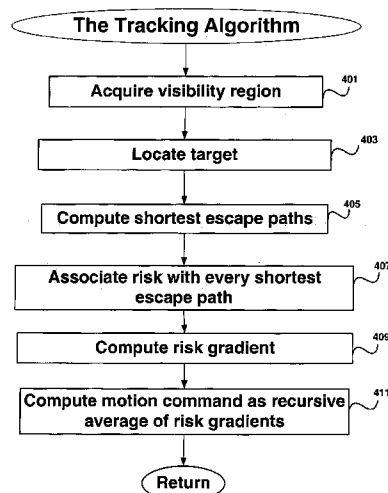 The Tracking Algorithm
Acquire visibility region
401
Locate target
403
Compute shortest escape paths
405
Associate risk with every shortest
escape path
407
Compute risk gradient
409
Compute motion command as recursive
average of risk gradients
411
Return